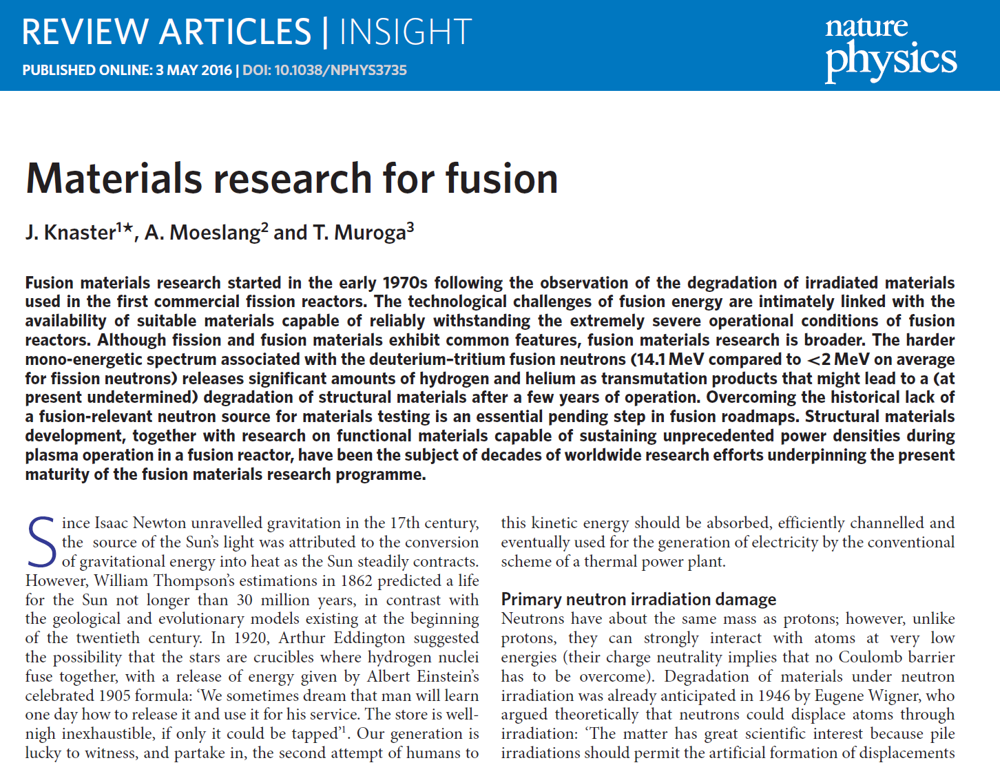 REVIEW ARTICLES | INSIGHT
PUBLISHED ONLINE: 3 MAY 2016 | DOI: 10.1038/NPHYS3735
nature
physics
Materials research for fusion
J. Knaster1★, A. Moeslang2 and T. Muroga3
Fusion materials research started in the early 1970s following the observation of the degradation of irradiated materials
used in the first commercial fission reactors. The technological challenges of fusion energy are intimately linked with the
availability of suitable materials capable of reliably withstanding the extremely severe operational conditions of fusion
reactors. Although fission and fusion materials exhibit common features, fusion materials research is broader. The harder
mono-energetic spectrum associated with the deuterium–tritium fusion neutrons (14.1 MeV compared to <2 MeV on average
for fission neutrons) releases significant amounts of hydrogen and helium as transmutation products that might lead to a (at
present undetermined) degradation of structural materials after a few years of operation. Overcoming the historical lack of
a fusion-relevant neutron source for materials testing is an essential pending step in fusion roadmaps. Structural materials
development, together with research on functional materials capable of sustaining unprecedented power densities during
plasma operation in a fusion reactor, have been the subject of decades of worldwide research efforts underpinning the present
maturity of the fusion materials research programme.
Since Isaac Newton unravelled gravitation in the 17th century,
the source of the Sun's light was attributed to the conversion
of gravitational energy into heat as the Sun steadily contracts.
However, William Thompson's estimations in 1862 predicted a life
for the Sun not longer than 30 million years, in contrast with
the geological and evolutionary models existing at the beginning
of the twentieth century. In 1920, Arthur Eddington suggested
the possibility that the stars are crucibles where hydrogen nuclei
fuse together, with a release of energy given by Albert Einstein's
celebrated 1905 formula: 'We sometimes dream that man will learn
one day how to release it and use it for his service. The store is well-
nigh inexhaustible, if only it could be tapped'1. Our generation is
lucky to witness, and partake in, the second attempt of humans to
this kinetic energy should be absorbed, efficiently channelled and
eventually used for the generation of electricity by the conventional
scheme of a thermal power plant.
Primary neutron irradiation damage
Neutrons have about the same mass as protons; however, unlike
protons, they can strongly interact with atoms at very low
energies (their charge neutrality implies that no Coulomb barrier
has to be overcome). Degradation of materials under neutron
irradiation was already anticipated in 1946 by Eugene Wigner, who
argued theoretically that neutrons could displace atoms through
irradiation: 'The matter has great scientific interest because pile
irradiations should permit the artificial formation of displacements